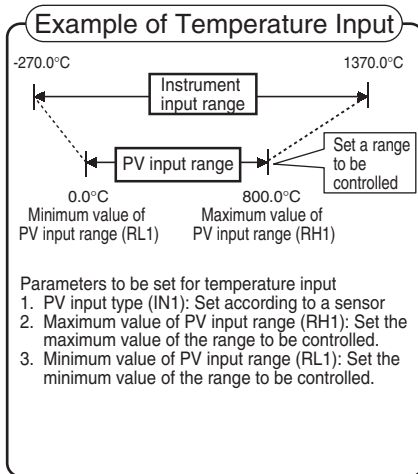 Example of Temperature Input
-270.0°C 1370.0°C
Instrument
input range
PV input range
Set a range
to be
controlled
0.0°C 800.0°C
Minimum value of Maximum value of
PV input range (RL1) PV input range (RH1)
Parameters to be set for temperature input
1. PV input type (IN1): Set according to a sensor
2. Maximum value of PV input range (RH1): Set the
maximum value of the range to be controlled.
3. Minimum value of PV input range (RL1): Set the
minimum value of the range to be controlled.